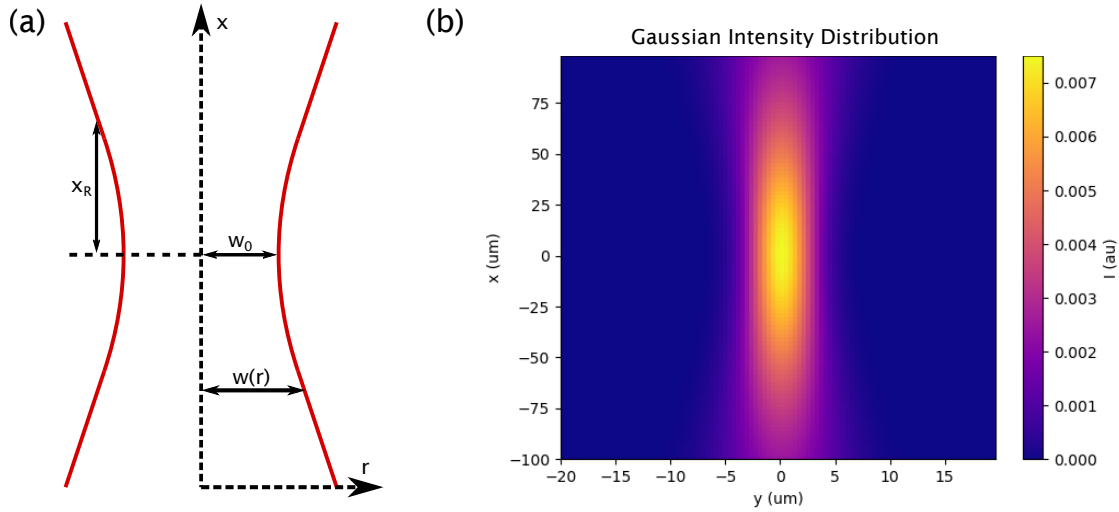 (a)
x
x_R
w_0
w(r)
r
(b)
Gaussian Intensity Distribution
x (um)
75
50
25
0
−25
−50
−75
−100
−20
−15
−10
−5
0
5
10
15
y (um)
0.007
0.006
0.005
0.004
0.003
0.002
0.001
0.000
I (au)